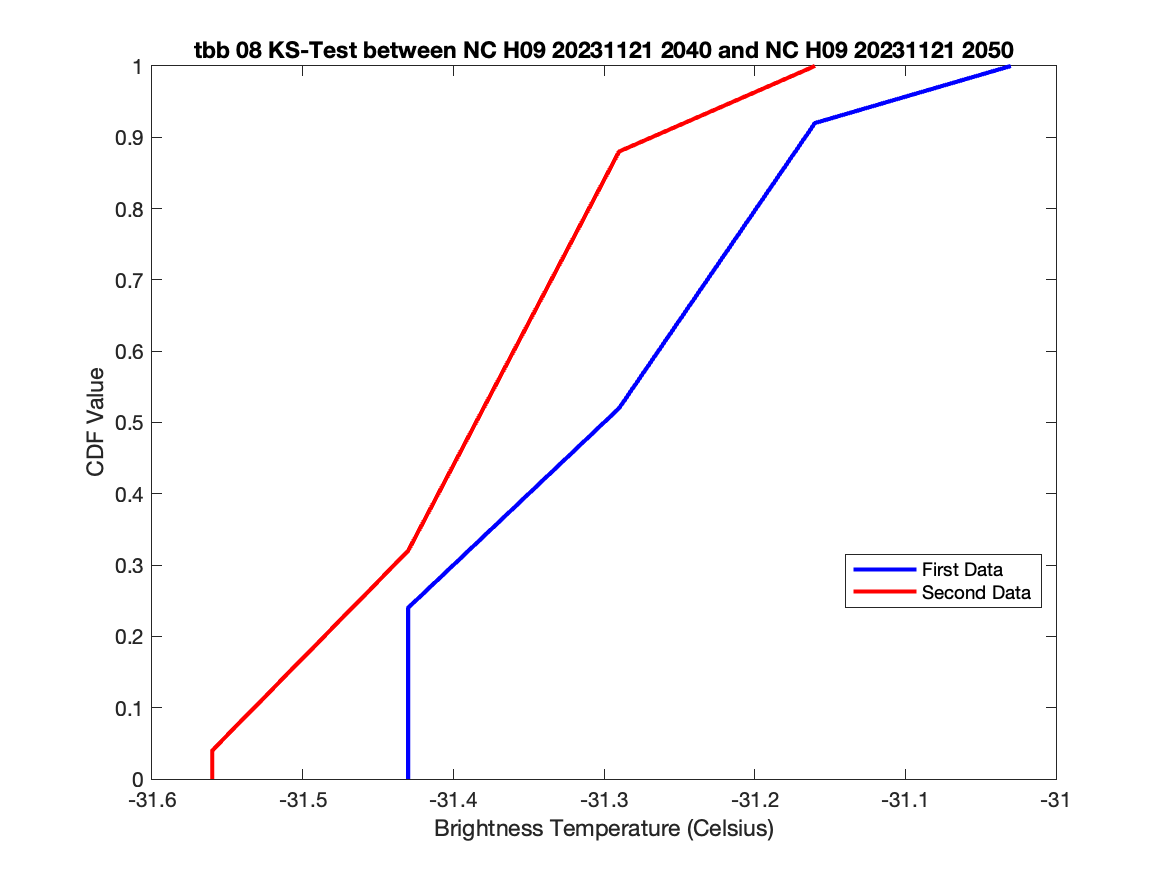 tbb 08 KS-Test between NC H09 20231121 2040 and NC H09 20231121 2050
1
0.9
0.8
0.7
0.6
0.5
0.4
0.3
0.2
0.1
0
CDF Value
First Data
Second Data
-31.6 -31.5 -31.4 -31.3 -31.2 -31.1 -31
Brightness Temperature (Celsius)